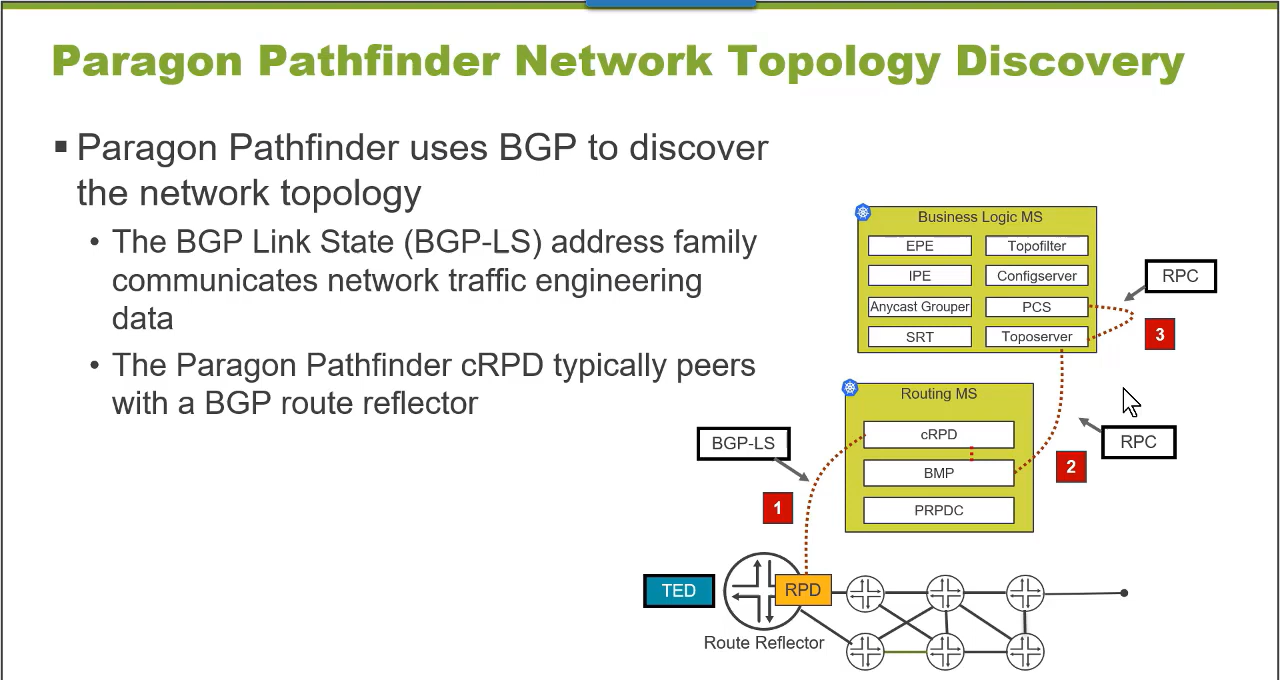 Paragon Pathfinder Network Topology Discovery
▪ Paragon Pathfinder uses BGP to discover
the network topology
• The BGP Link State (BGP-LS) address family
communicates network traffic engineering
data
• The Paragon Pathfinder cRPD typically peers
with a BGP route reflector
Business Logic MS
EPE
Topofilter
IPE
Configserver
Anycast Grouper
PCS
SRT
Toposerver
RPC
3
Routing MS
cRPD
BMP
PRPDC
BGP-LS
1
RPC
2
TED
RPD
Route Reflector